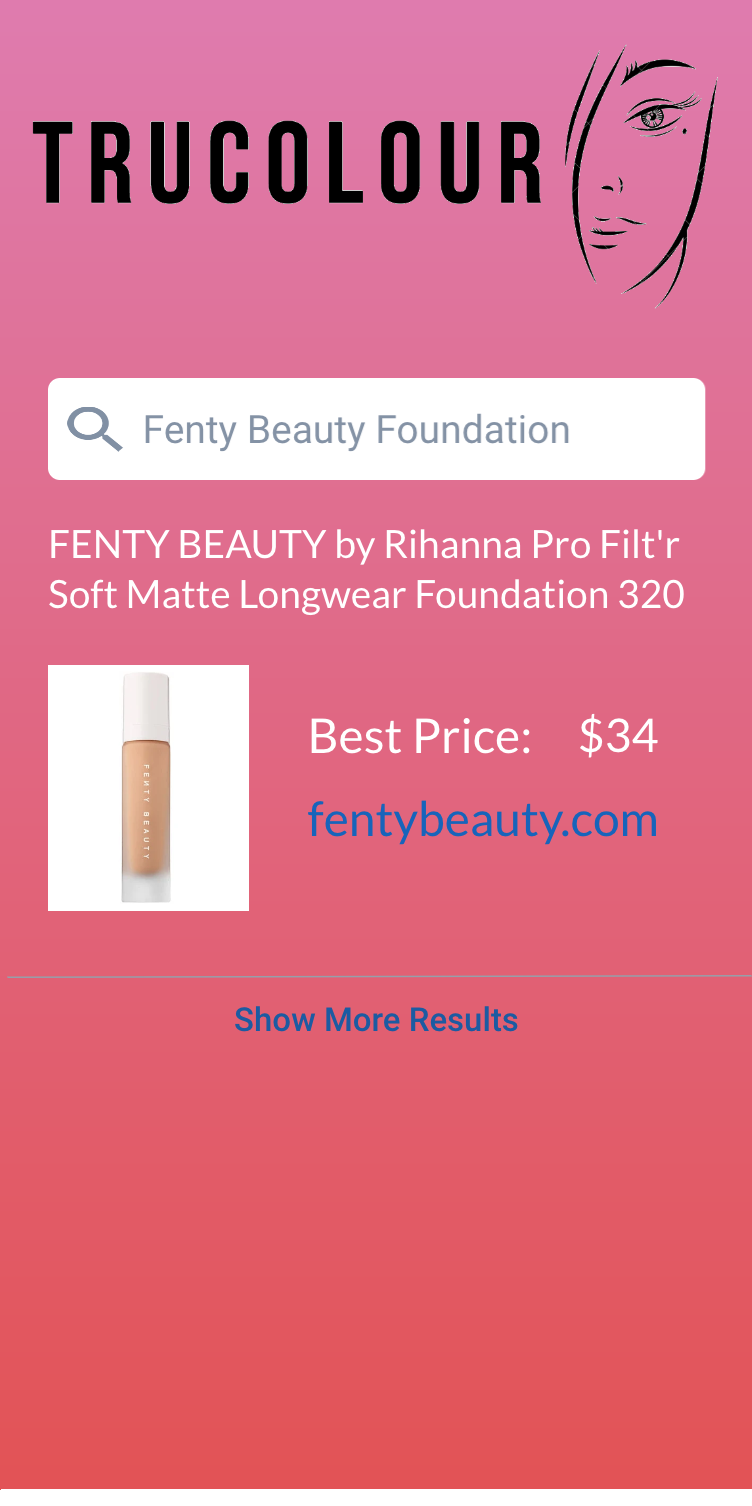 TRUCOLOUR
Fenty Beauty Foundation
FENTY BEAUTY by Rihanna Pro Filt'r
Soft Matte Longwear Foundation 320
FENTY BEAUTY
Best Price: $34
fentybeauty.com
Show More Results